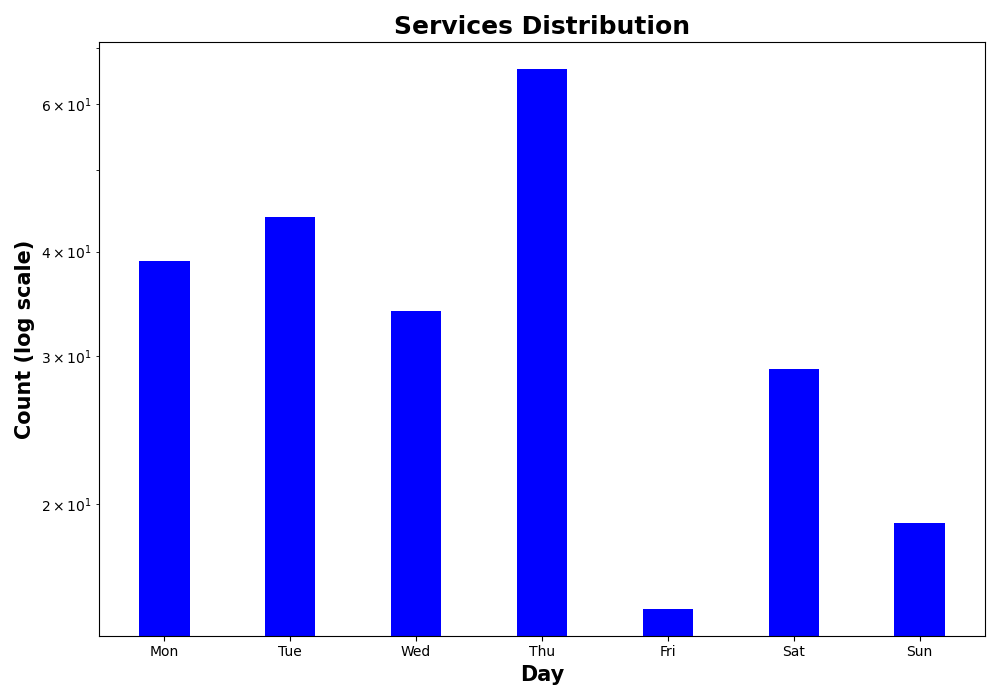 Services Distribution
Count (log scale)
6 × 10¹
4 × 10¹
3 × 10¹
2 × 10¹
Mon Tue Wed Thu Fri Sat Sun
Day